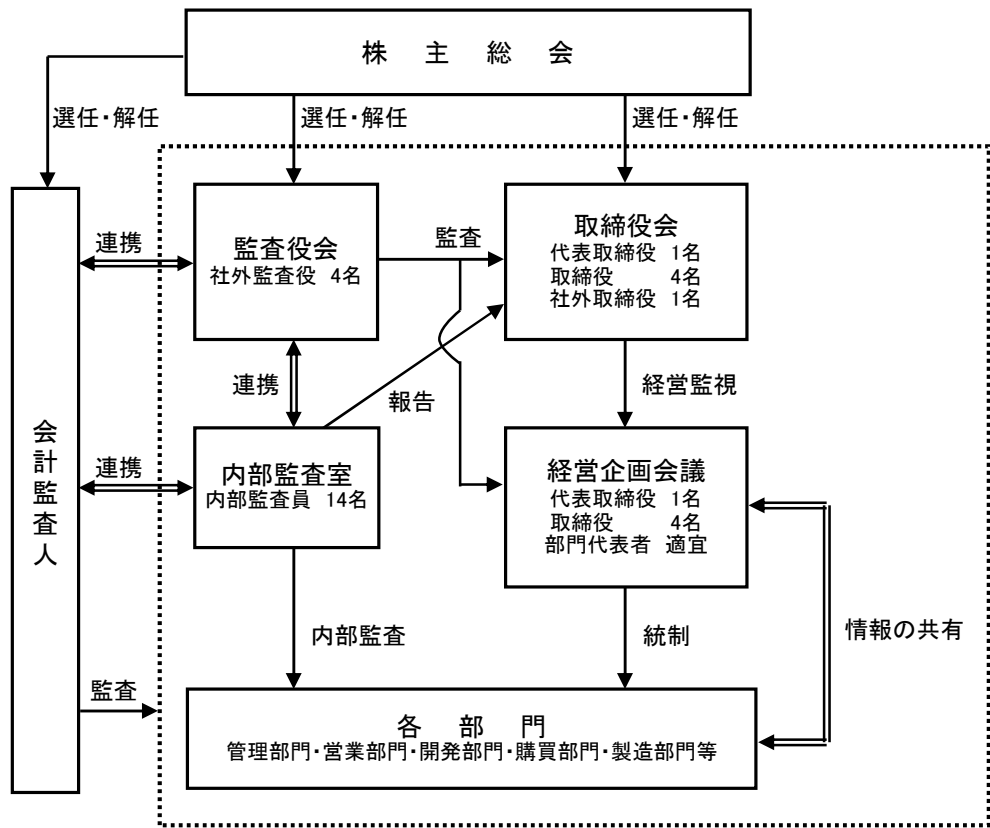 株 主 総 会
選任・解任
選任・解任
選任・解任
監査役会
社外監査役 4名
取締役会
代表取締役 1名
取締役 4名
社外取締役 1名
連携
監査
連携
報告
経営監視
会計監査人
連携
内部監査室
内部監査員 14名
経営企画会議
代表取締役 1名
取締役 4名
部門代表者 適宜
内部監査
統制
情報の共有
監査
各 部 門
管理部門・営業部門・開発部門・購買部門・製造部門等